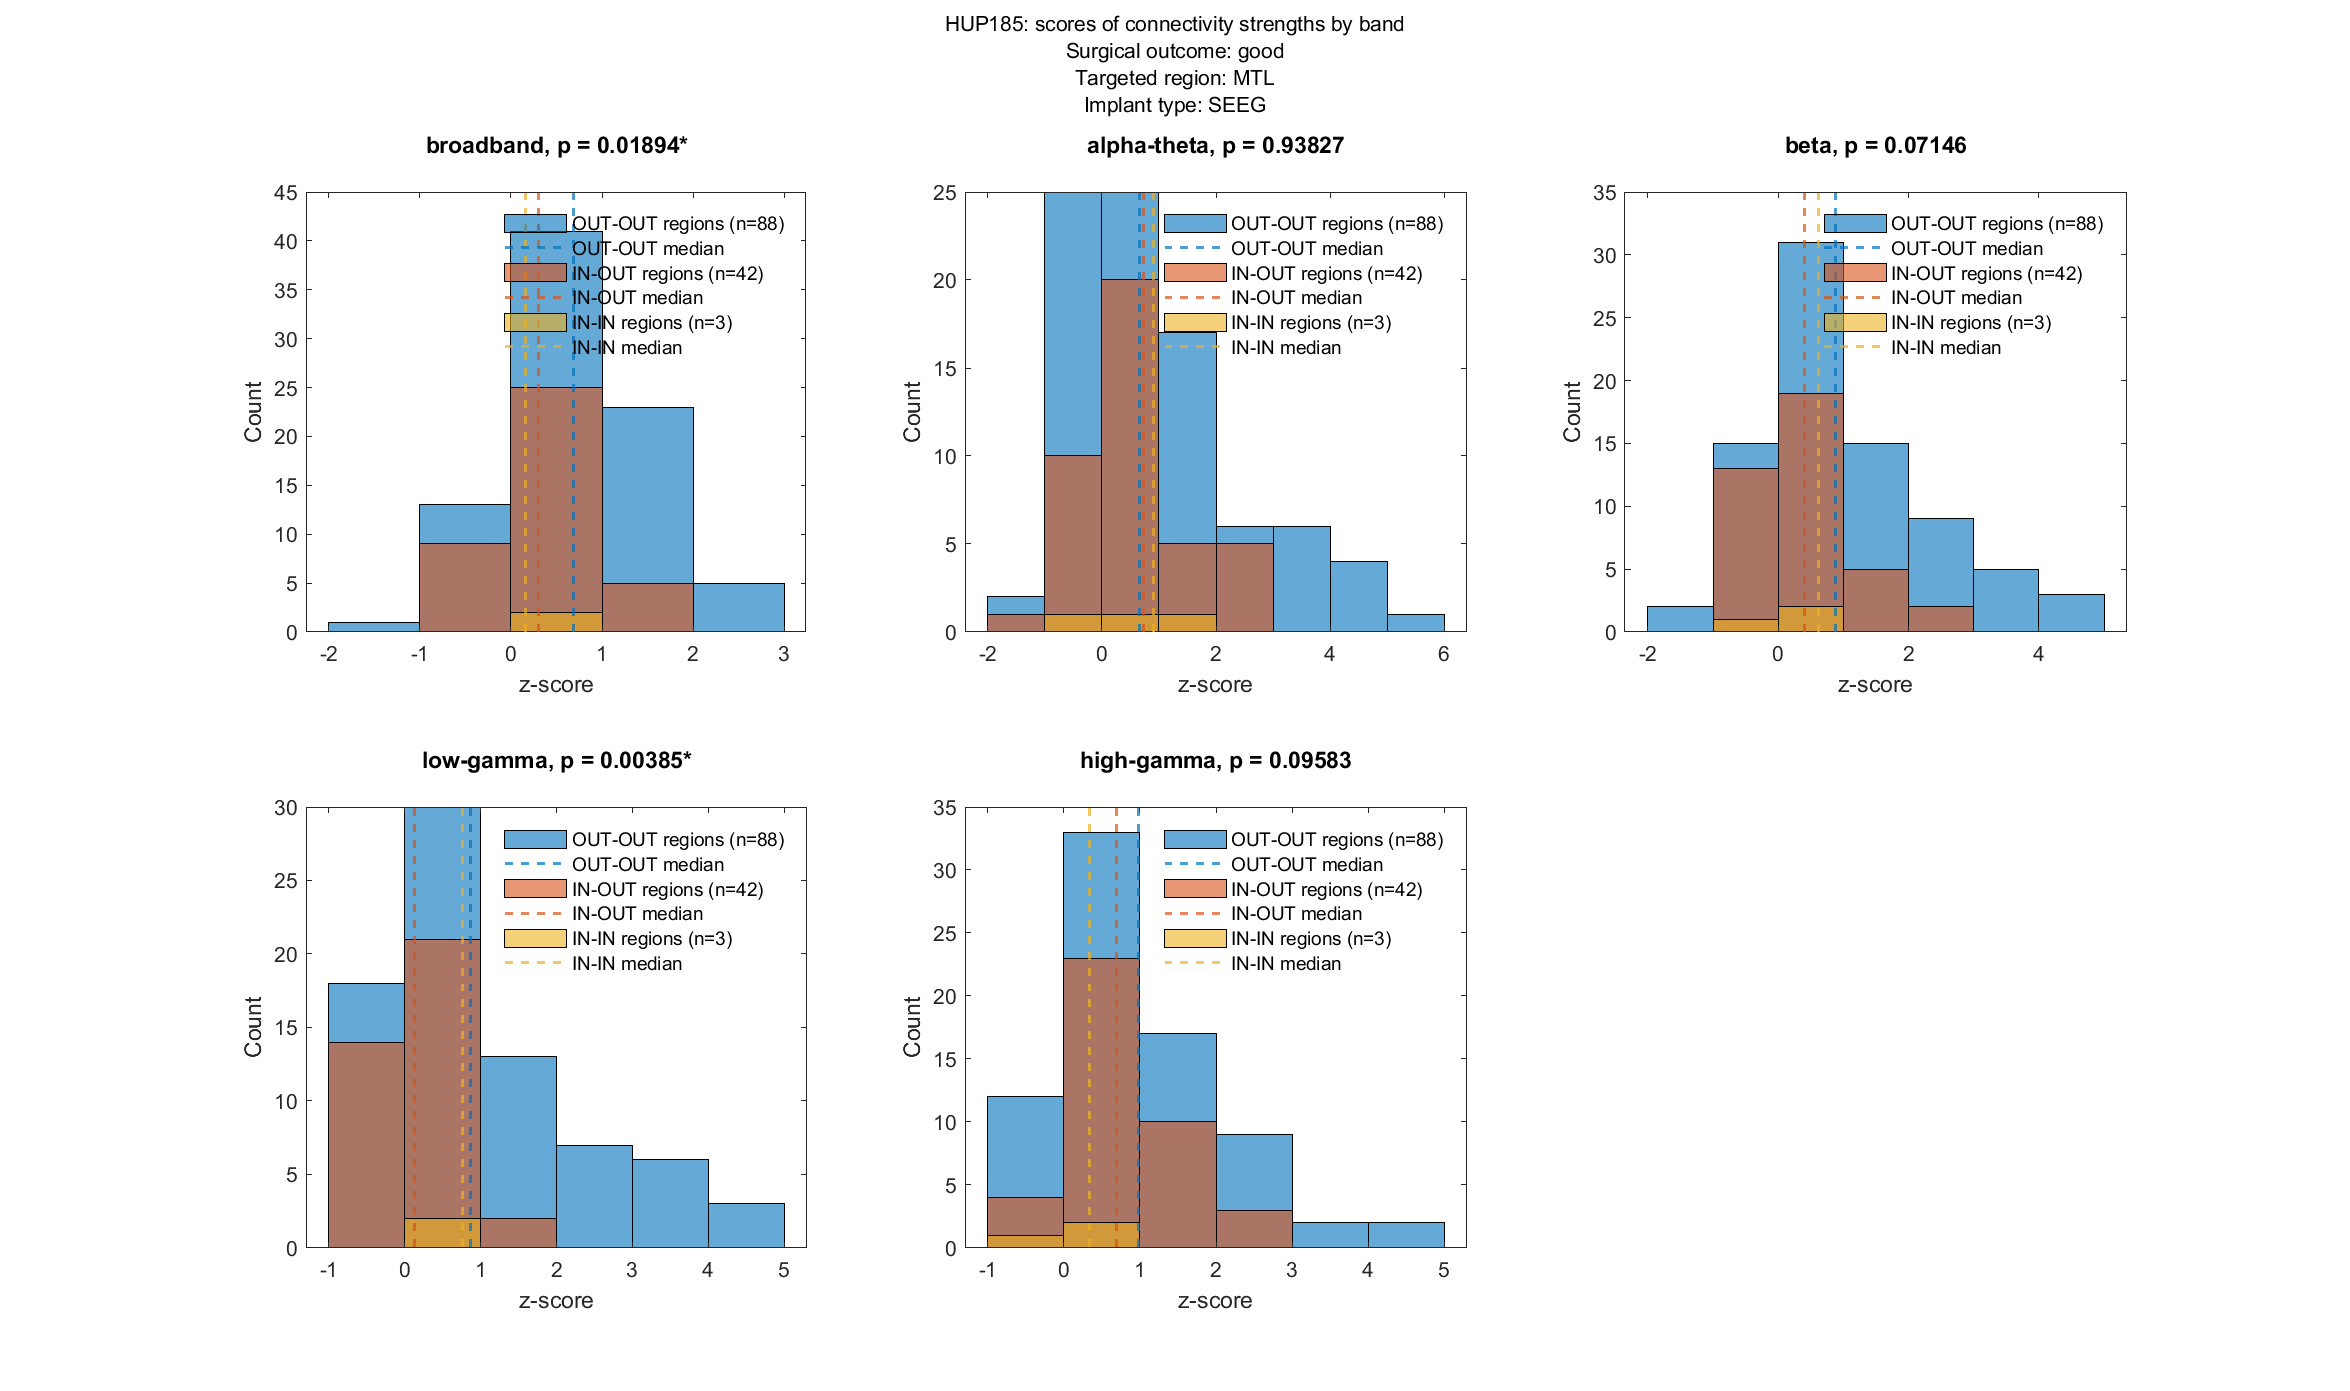 HUP185: scores of connectivity strengths by band
Surgical outcome: good
Targeted region: MTL
Implant type: SEEG
broadband, p = 0.01894*
45
40
35
30
25
20
15
10
5
0
Count
-2 -1 0 1 2 3
z-score
OUT-OUT regions (n=88)
OUT-OUT median
IN-OUT regions (n=42)
IN-OUT median
IN-IN regions (n=3)
IN-IN median
alpha-theta, p = 0.93827
25
20
15
10
5
0
Count
-2 0 2 4 6
z-score
OUT-OUT regions (n=88)
OUT-OUT median
IN-OUT regions (n=42)
IN-OUT median
IN-IN regions (n=3)
IN-IN median
beta, p = 0.07146
35
30
25
20
15
10
5
0
Count
-2 0 2 4
z-score
OUT-OUT regions (n=88)
OUT-OUT median
IN-OUT regions (n=42)
IN-OUT median
IN-IN regions (n=3)
IN-IN median
low-gamma, p = 0.00385*
30
25
20
15
10
5
0
Count
-1 0 1 2 3 4 5
z-score
OUT-OUT regions (n=88)
OUT-OUT median
IN-OUT regions (n=42)
IN-OUT median
IN-IN regions (n=3)
IN-IN median
high-gamma, p = 0.09583
35
30
25
20
15
10
5
0
Count
-1 0 1 2 3 4 5
z-score
OUT-OUT regions (n=88)
OUT-OUT median
IN-OUT regions (n=42)
IN-OUT median
IN-IN regions (n=3)
IN-IN median